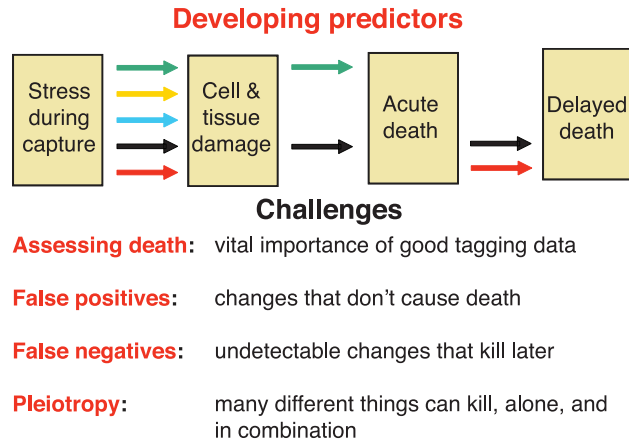 Developing predictors
Stress
during
capture
Cell &
tissue
damage
Acute
death
Delayed
death
Challenges
Assessing death: vital importance of good tagging data
False positives: changes that don't cause death
False negatives: undetectable changes that kill later
Pleiotropy: many different things can kill, alone, and
in combination